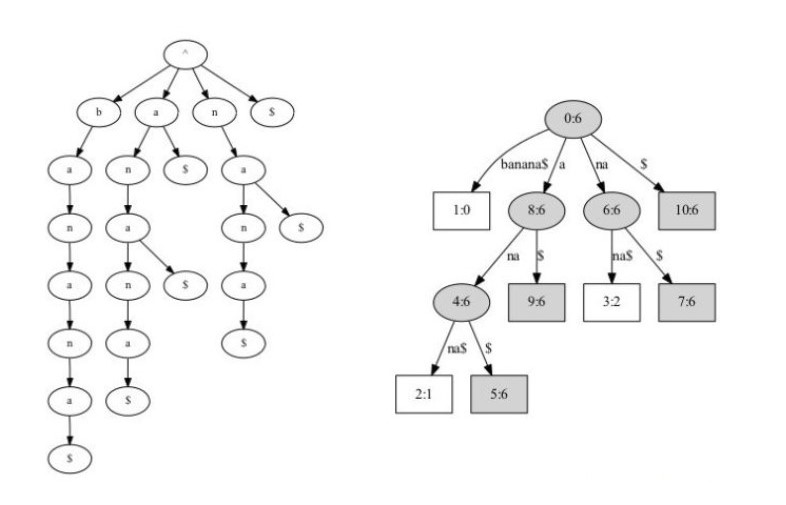 ^
b a n $
a n $ a
n a n $
a n $ a
n a $
a $
$
0:6
banana$ a na $
1:0 8:6 6:6 10:6
na $ na$ $
4:6 9:6 3:2 7:6
na$ $
2:1 5:6